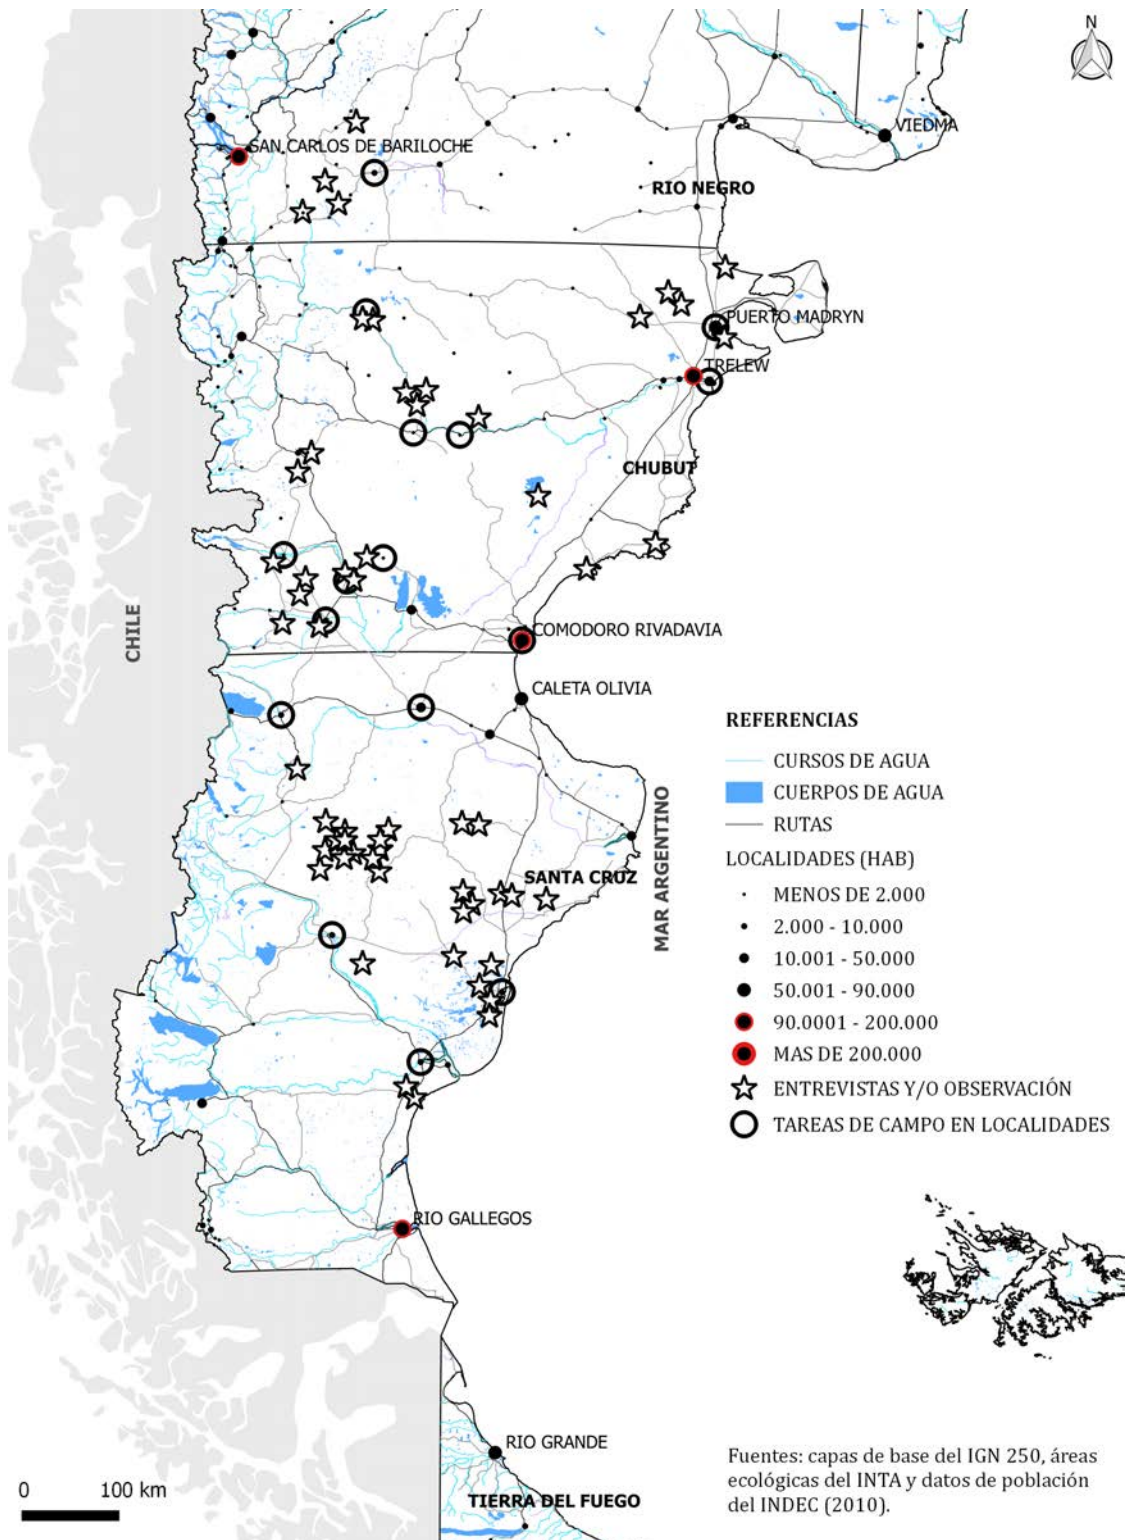 N
VIEDMA
SAN CARLOS DE BARILOCHE
RIO NEGRO
PUERTO MADRYN
TRELEW
CHUBUT
CHILE
COMODORO RIVADAVIA
CALETA OLIVIA
MAR ARGENTINO
SANTA CRUZ
REFERENCIAS
CURSOS DE AGUA
CUERPOS DE AGUA
RUTAS
LOCALIDADES (HAB)
MENOS DE 2.000
2.000 - 10.000
10.001 - 50.000
50.001 - 90.000
90.0001 - 200.000
MAS DE 200.000
ENTREVISTAS Y/O OBSERVACIÓN
TAREAS DE CAMPO EN LOCALIDADES
RIO GALLEGOS
RIO GRANDE
TIERRA DEL FUEGO
0 100 km
Fuentes: capas de base del IGN 250, áreas
ecológicas del INTA y datos de población
del INDEC (2010).